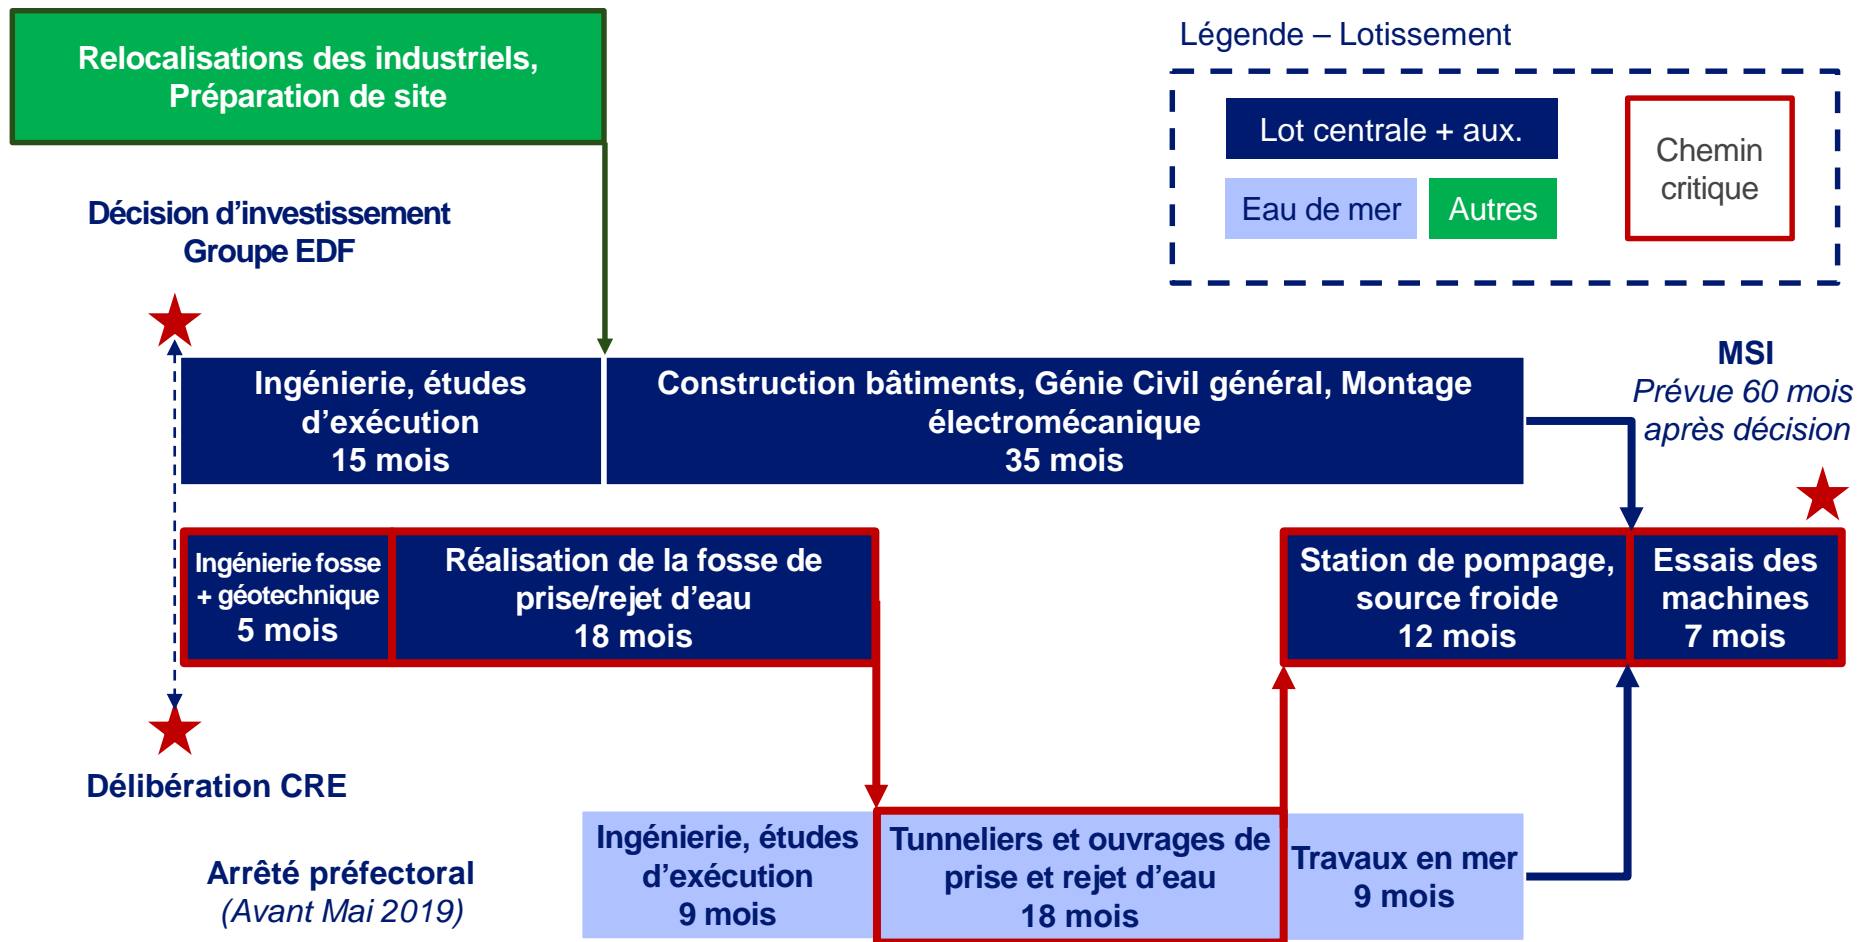 Relocalisations des industriels,
Préparation de site
Légende – Lotissement
Lot centrale + aux.
Eau de mer
Autres
Chemin
critique
Décision d’investissement
Groupe EDF
Ingénierie, études
d’exécution
15 mois
Construction bâtiments, Génie Civil général, Montage
électromécanique
35 mois
MSI
Prévue 60 mois
après décision
Ingénierie fosse
+ géotechnique
5 mois
Réalisation de la fosse de
prise/rejet d’eau
18 mois
Station de pompage,
source froide
12 mois
Essais des
machines
7 mois
Délibération CRE
Arrêté préfectoral
(Avant Mai 2019)
Ingénierie, études
d’exécution
9 mois
Tunneliers et ouvrages de
prise et rejet d’eau
18 mois
Travaux en mer
9 mois